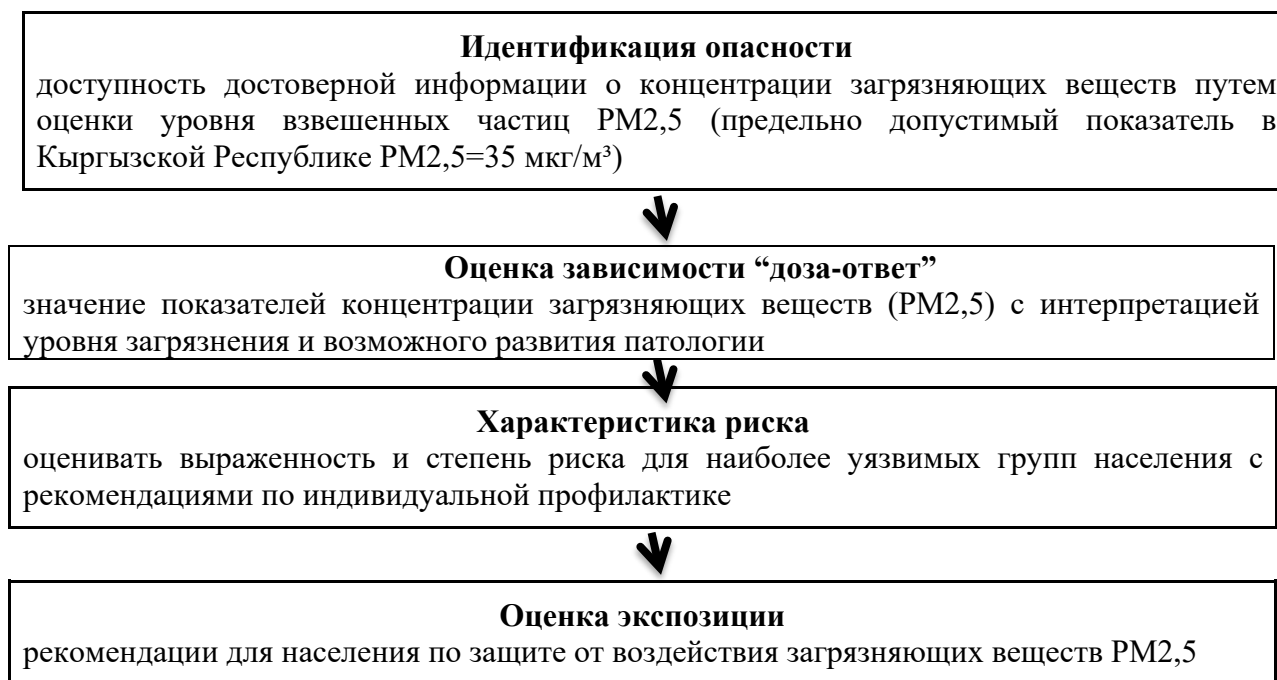 Идентификация опасности
доступность достоверной информации о концентрации загрязняющих веществ путем
оценки уровня взвешенных частиц PM2,5 (предельно допустимый показатель в
Кыргызской Республике PM2,5=35 мкг/м³)
Оценка зависимости “доза-ответ”
значение показателей концентрации загрязняющих веществ (PM2,5) с интерпретацией
уровня загрязнения и возможного развития патологии
Характеристика риска
оценивать выраженность и степень риска для наиболее уязвимых групп населения с
рекомендациями по индивидуальной профилактике
Оценка экспозиции
рекомендации для населения по защите от воздействия загрязняющих веществ PM2,5